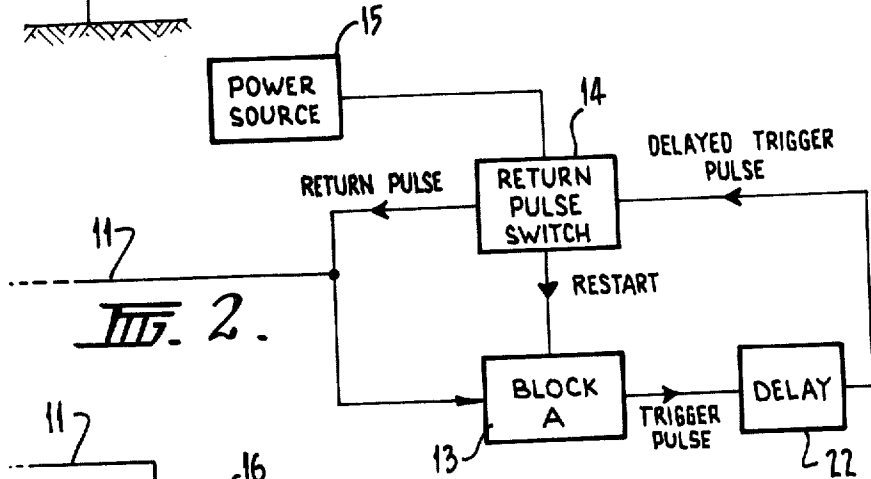 15
POWER
SOURCE
14
DELAYED TRIGGER
PULSE
RETURN PULSE
RETURN
PULSE
SWITCH
11
RESTART
FIG. 2.
BLOCK
A
DELAY
TRIGGER
PULSE
13
22
11
16